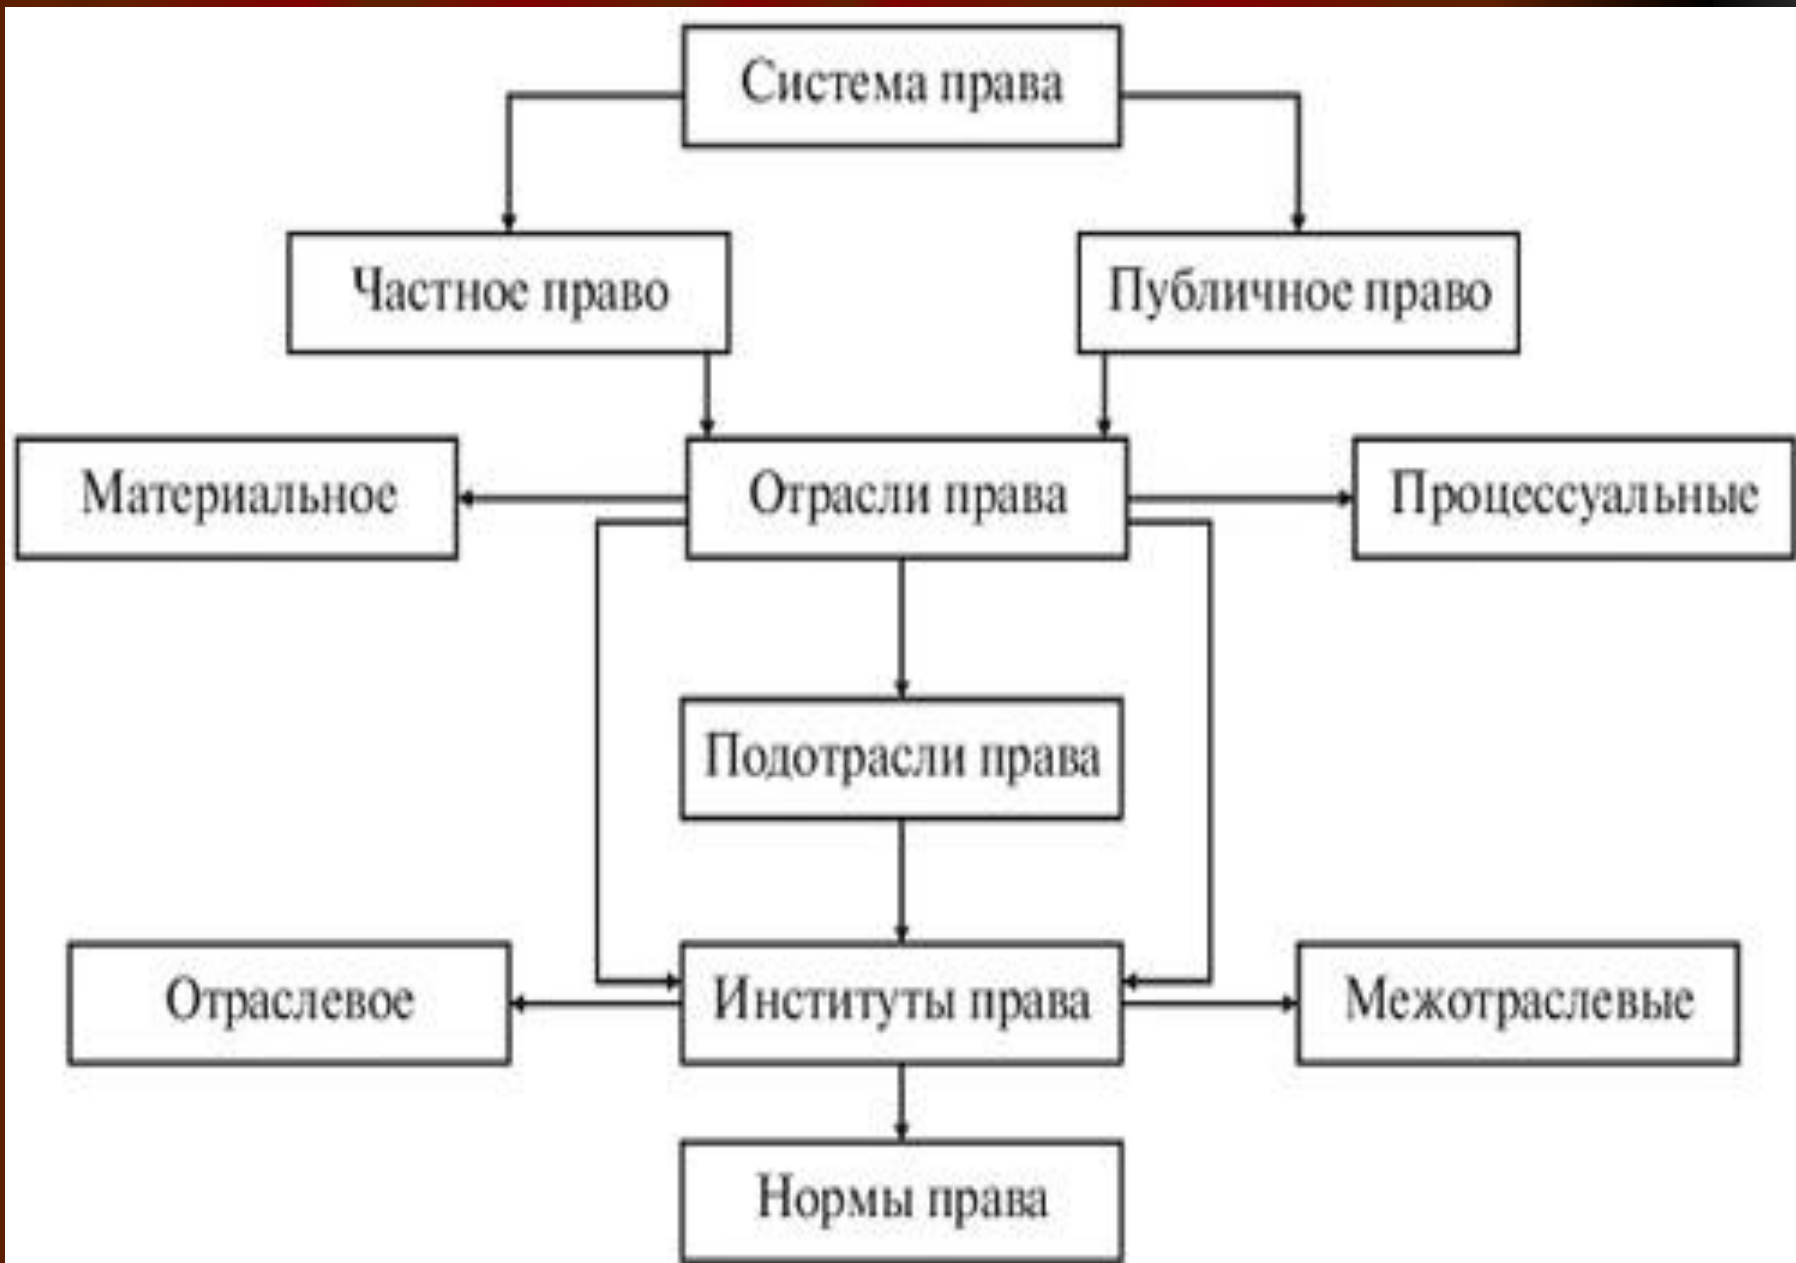 Система права
Частное право
Публичное право
Материальное
Отрасли права
Процессуальные
Подотрасли права
Отраслевое
Институты права
Межотраслевые
Нормы права